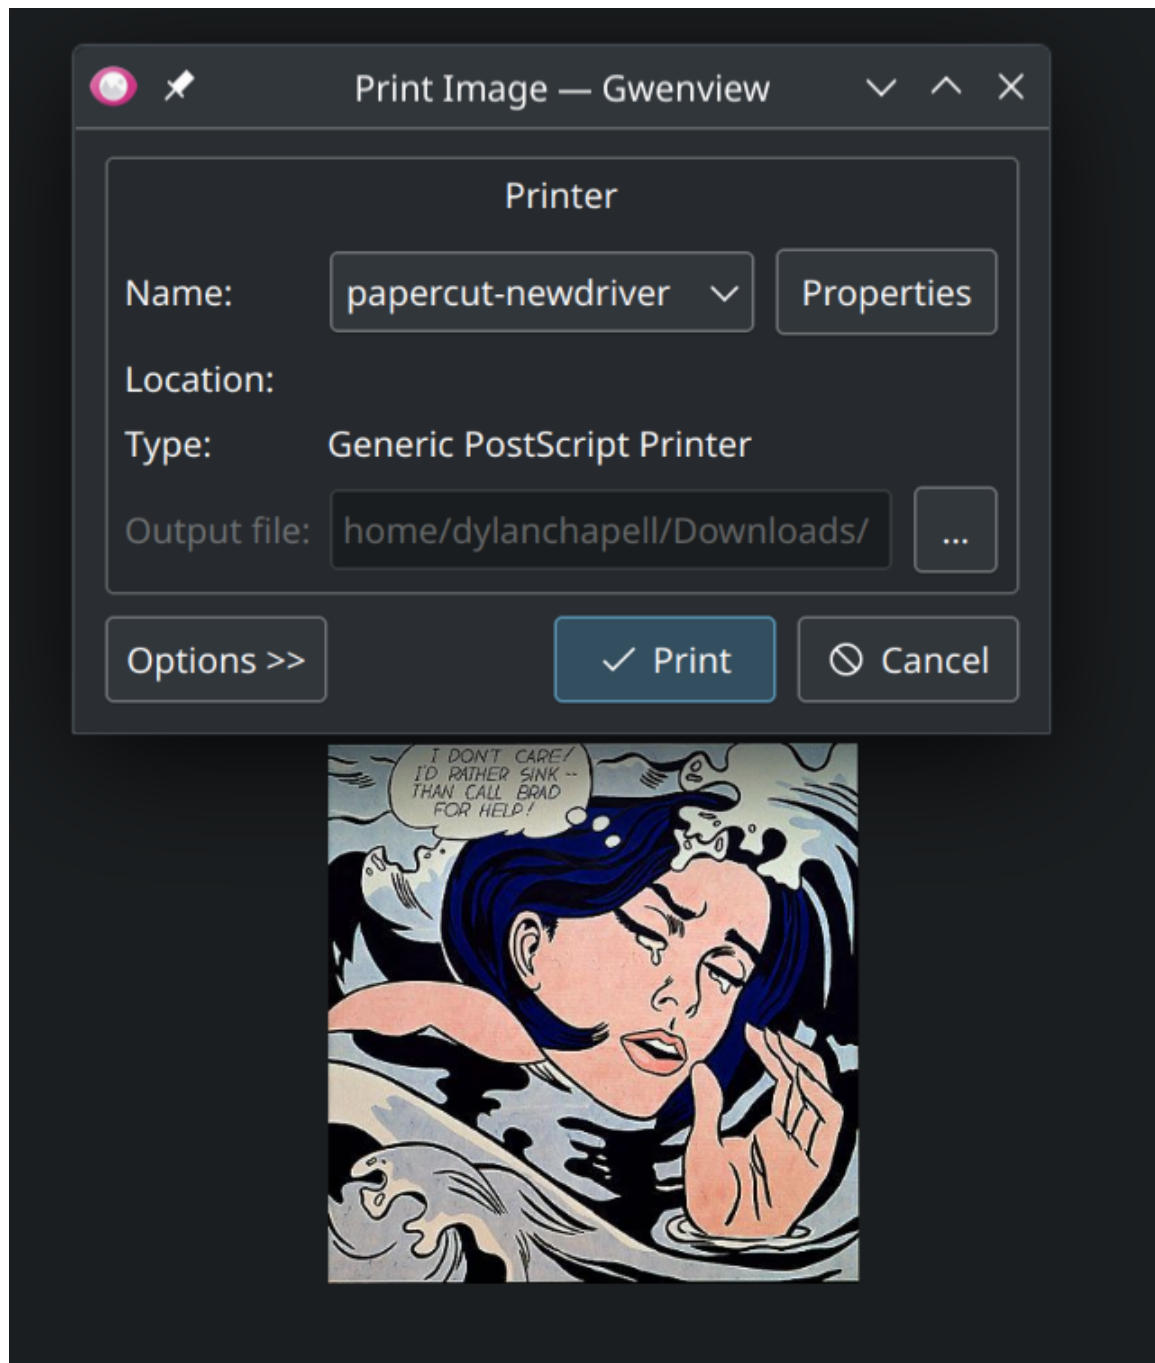 Print Image — Gwenview
Printer
Name: papercut-newdriver Properties
Location:
Type: Generic PostScript Printer
Output file: home/dylanchapell/Downloads/ ...
Options >> Print Cancel
I DON'T CARE!
I'D RATHER SINK --
THAN CALL BRAD
FOR HELP!